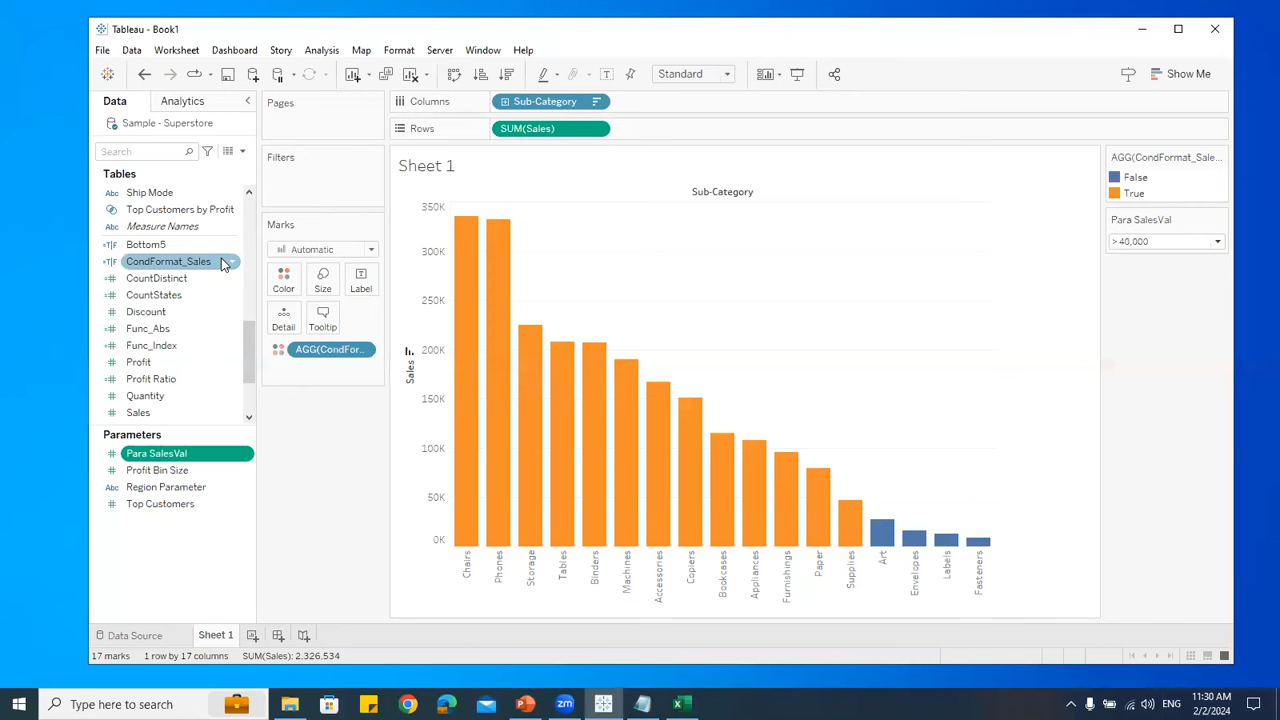 Tableau - Book1
File Data Worksheet Dashboard Story Analysis Map Format Server Window Help
Standard
Show Me
Data Analytics
Sample - Superstore
Search
Tables
Abc Ship Mode
Top Customers by Profit
Abc Measure Names
=T|F Bottom5
=T|F CondFormat_Sales
CountDistinct
CountStates
Discount
Func_Abs
Func_Index
Profit
Profit Ratio
Quantity
Sales
Parameters
# Para SalesVal
# Profit Bin Size
Abc Region Parameter
# Top Customers
Pages
Filters
Marks
Automatic
Color Size Label
Detail Tooltip
AGG(CondFor..
Columns Sub-Category
Rows SUM(Sales)
Sheet 1
Sub-Category
350K
300K
250K
200K
150K
100K
50K
0K
Sales
Chairs
Phones
Storage
Tables
Binders
Machines
Accessories
Copiers
Bookcases
Appliances
Furnishings
Paper
Supplies
Art
Envelopes
Labels
Fasteners
AGG(CondFormat_Sale...
False
True
Para SalesVal
> 40,000
Data Source Sheet 1
17 marks 1 row by 17 columns SUM(Sales): 2.326.534
Type here to search
ENG
11:30 AM
2/2/2024